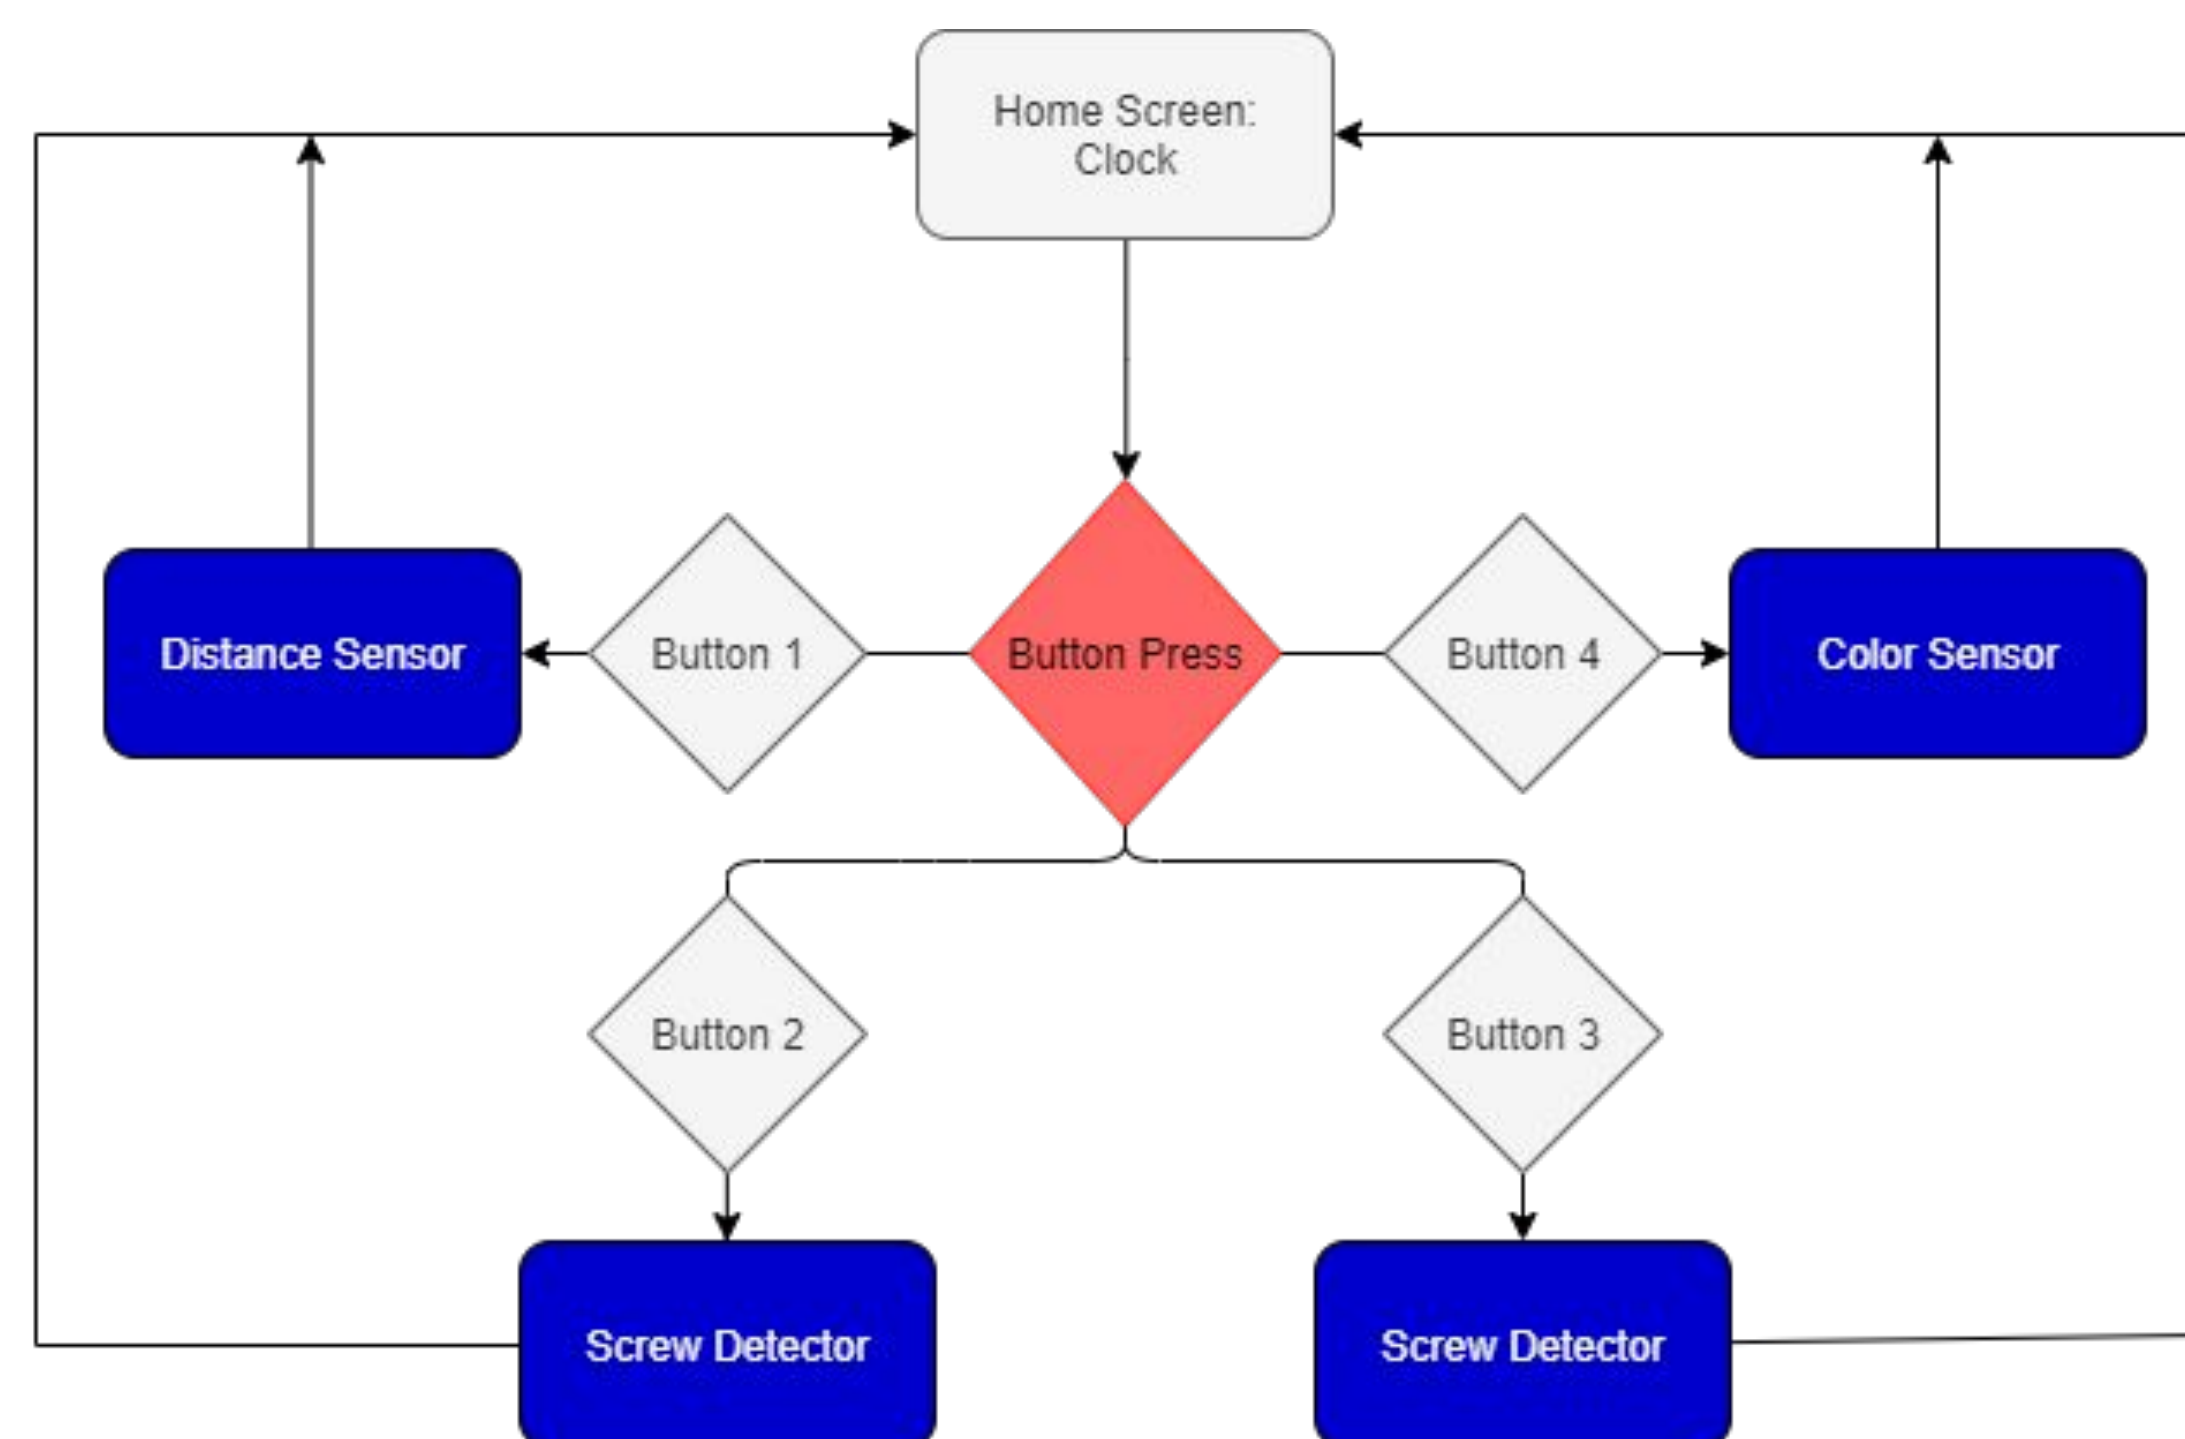 Home Screen:
Clock
Distance Sensor
Button 1
Button Press
Button 4
Color Sensor
Button 2
Button 3
Screw Detector
Screw Detector